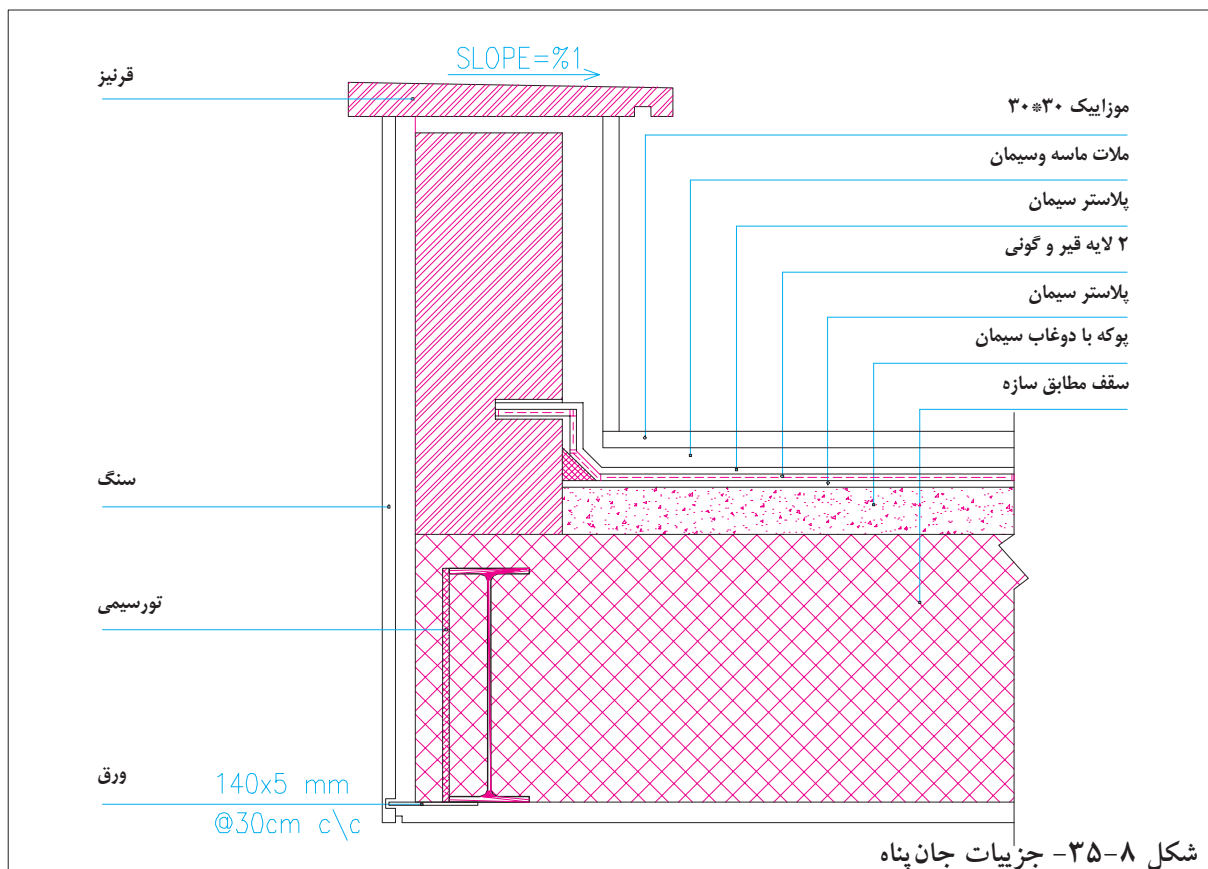 SLOPE=%1
قرنیز
موزاییک ۳۰*۳۰
ملات ماسه وسیمان
پلاستر سیمان
۲ لایه قیر و گونی
پلاستر سیمان
پوکه با دوغاب سیمان
سقف مطابق سازه
سنگ
تورسیمی
ورق
140x5 mm
@30cm c\c
شکل ۸-۳۵- جزییات جان‌پناه